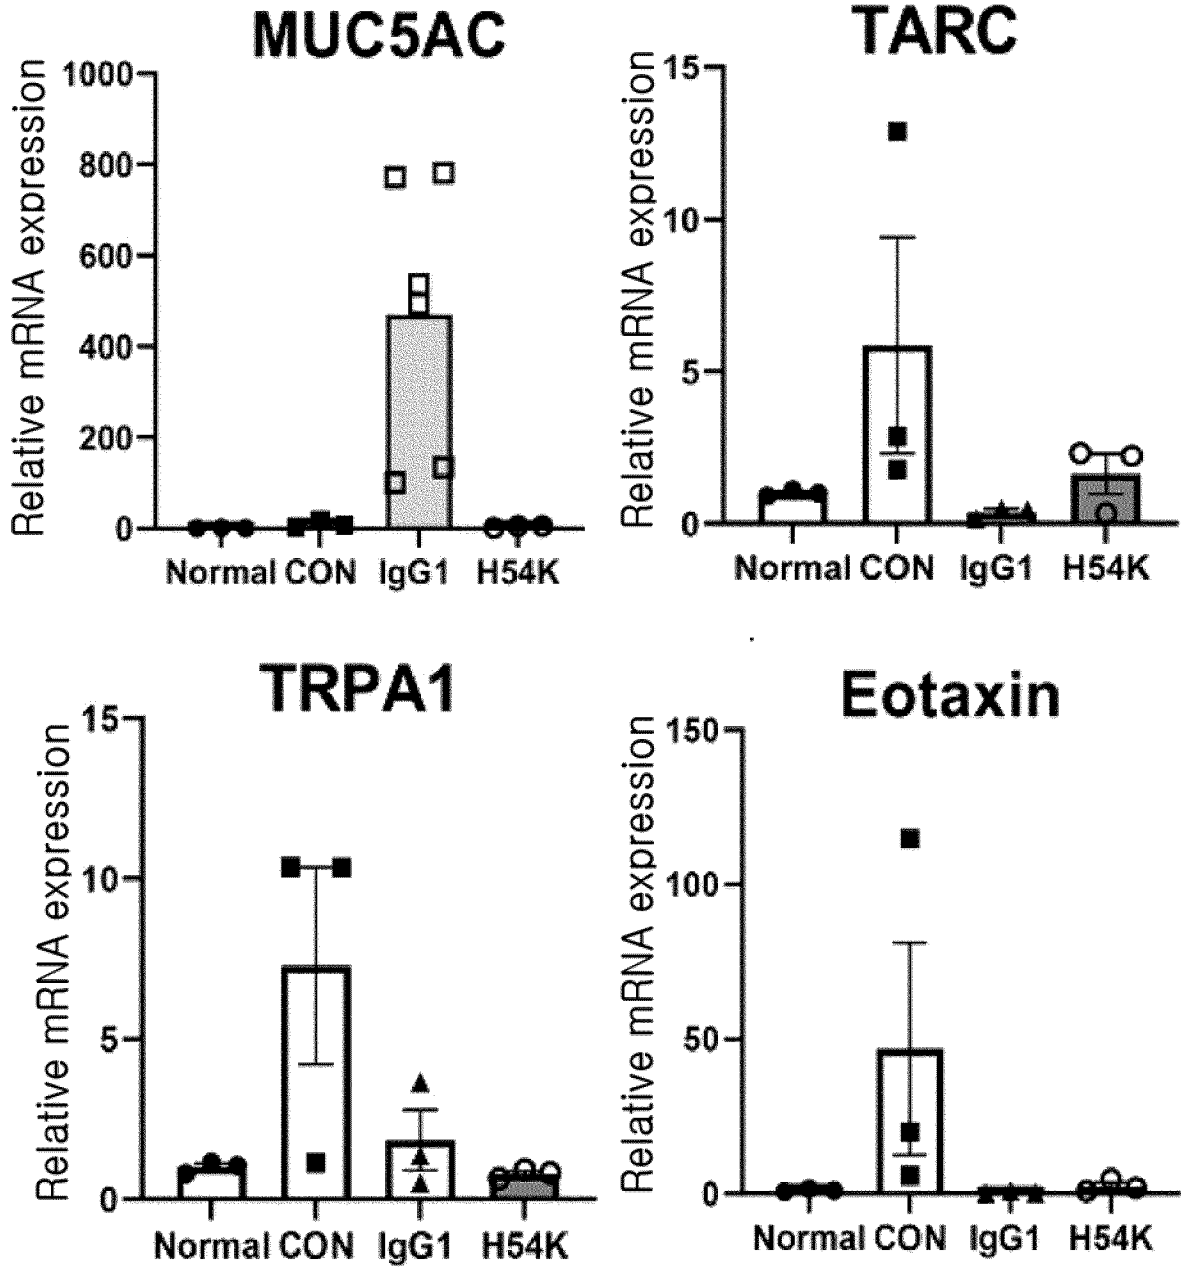 MUC5AC
Relative mRNA expression
1000
800
600
400
200
0
Normal CON IgG1 H54K
TARC
Relative mRNA expression
15
10
5
0
Normal CON IgG1 H54K
TRPA1
Relative mRNA expression
15
10
5
0
Normal CON IgG1 H54K
Eotaxin
Relative mRNA expression
150
100
50
0
Normal CON IgG1 H54K